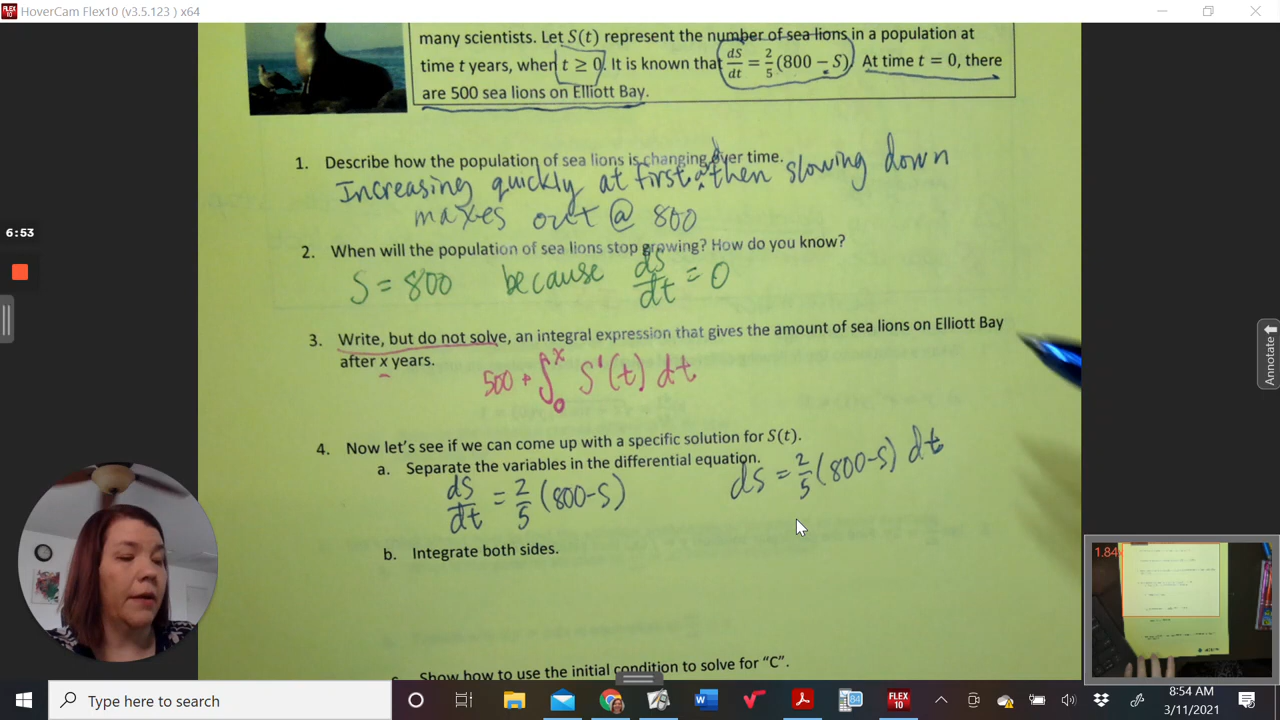 HoverCam Flex10 (v3.5.123 ) x64
many scientists. Let S(t) represent the number of sea lions in a population at
time t years, when t ≥ 0. It is known that dS/dt = 2/5(800 − S). At time t = 0, there
are 500 sea lions on Elliott Bay.
1. Describe how the population of sea lions is changing over time.
Increasing quickly at first then slowing down
maxes out @ 800
2. When will the population of sea lions stop growing? How do you know?
S = 800 because dS/dt = 0
3. Write, but do not solve, an integral expression that gives the amount of sea lions on Elliott Bay
after x years.
500 + ∫₀ˣ S'(t) dt
4. Now let's see if we can come up with a specific solution for S(t).
a. Separate the variables in the differential equation.
dS/dt = 2/5 (800-S)
dS = 2/5 (800-S) dt
b. Integrate both sides.
Show how to use the initial condition to solve for "C".
6:53
Annotate
1.84x
Type here to search
FLEX 10
8:54 AM
3/11/2021